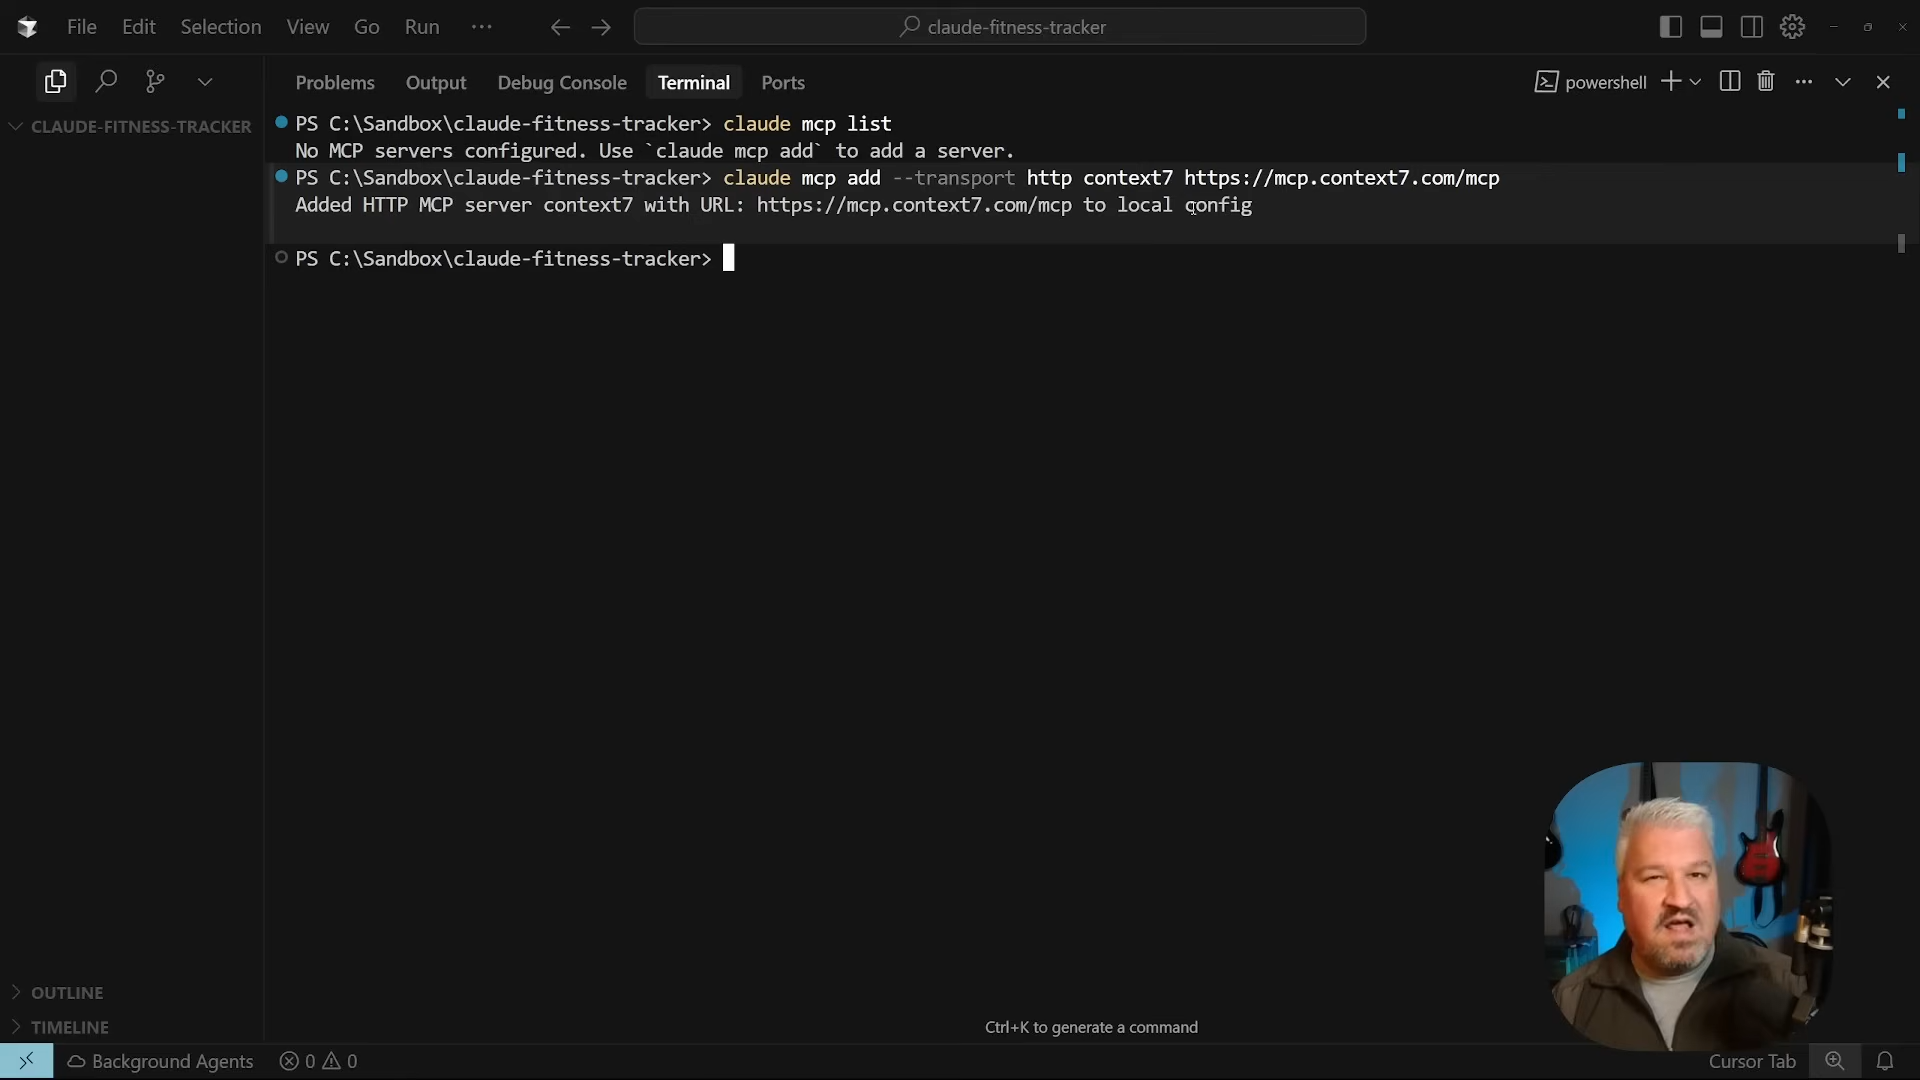 File Edit Selection View Go Run ···
claude-fitness-tracker
Problems Output Debug Console Terminal Ports
powershell
CLAUDE-FITNESS-TRACKER
PS C:\Sandbox\claude-fitness-tracker> claude mcp list
No MCP servers configured. Use `claude mcp add` to add a server.
PS C:\Sandbox\claude-fitness-tracker> claude mcp add --transport http context7 https://mcp.context7.com/mcp
Added HTTP MCP server context7 with URL: https://mcp.context7.com/mcp to local config
PS C:\Sandbox\claude-fitness-tracker>
OUTLINE
TIMELINE
Ctrl+K to generate a command
Background Agents 0 0
Cursor Tab